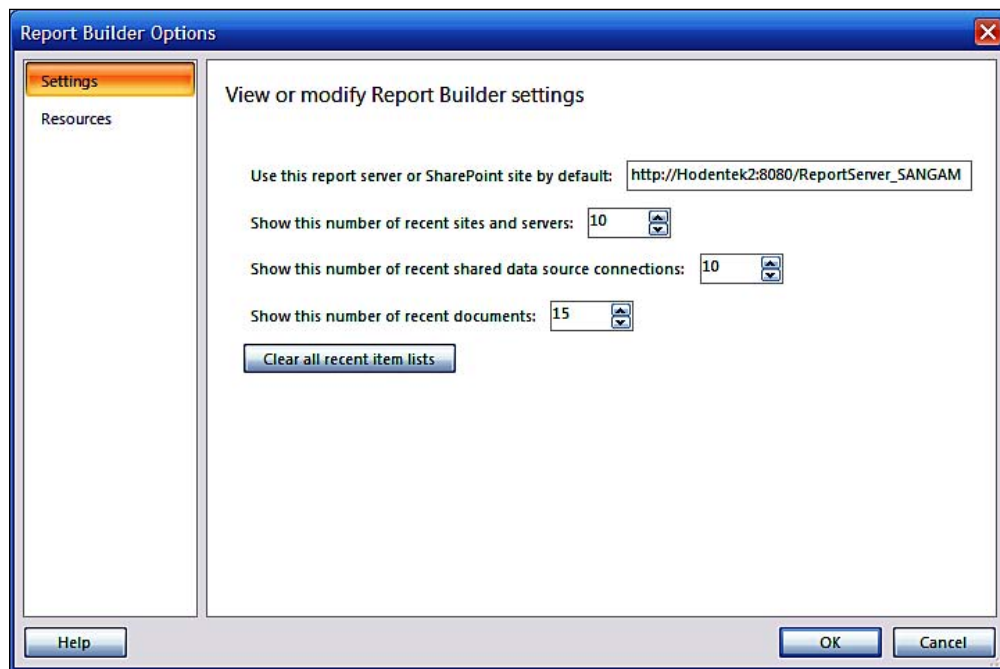 Report Builder Options
Settings
Resources
View or modify Report Builder settings
Use this report server or SharePoint site by default: http://Hodentek2:8080/ReportServer_SANGAM
Show this number of recent sites and servers: 10
Show this number of recent shared data source connections: 10
Show this number of recent documents: 15
Clear all recent item lists
Help
OK
Cancel